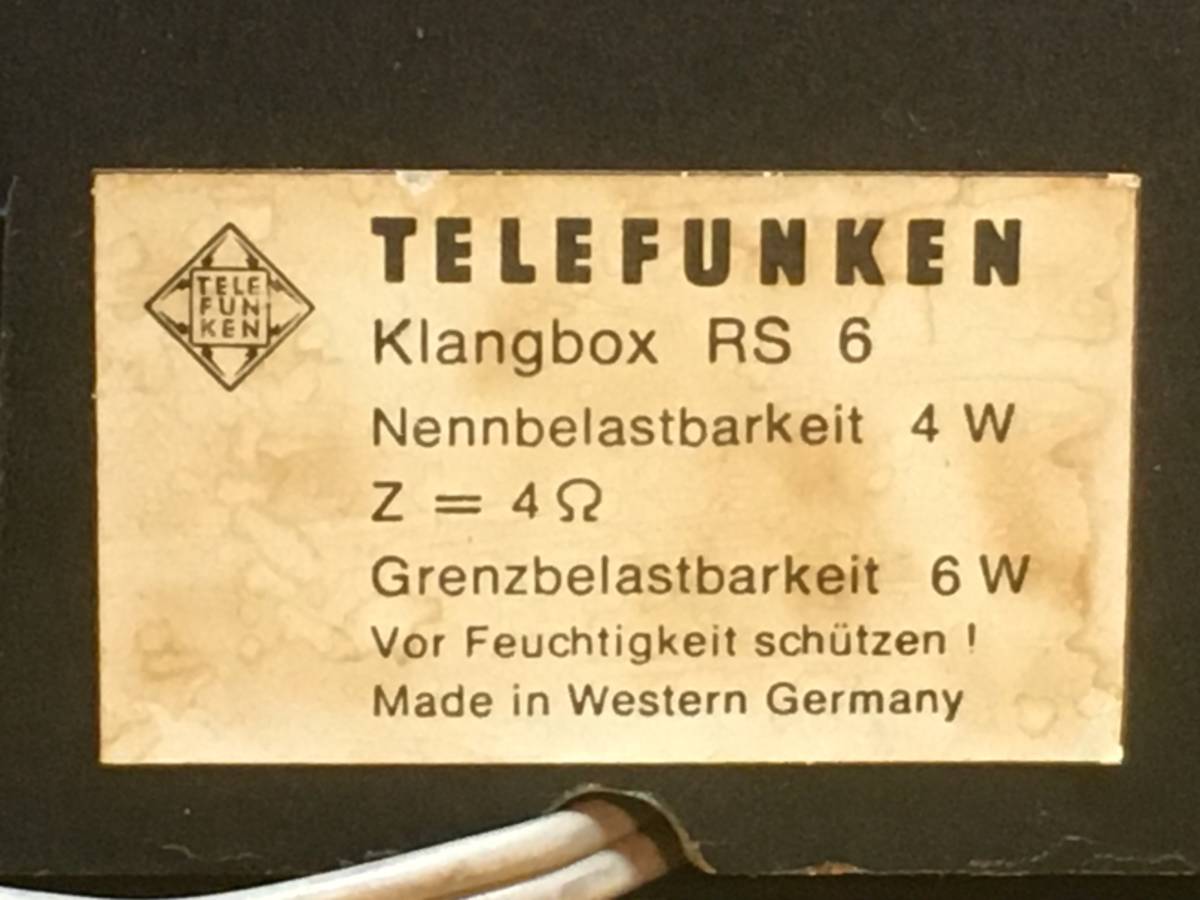 TELE
FUN
KEN
TELEFUNKEN
Klangbox RS 6
Nennbelastbarkeit 4 W
Z = 4 Ω
Grenzbelastbarkeit 6 W
Vor Feuchtigkeit schützen !
Made in Western Germany